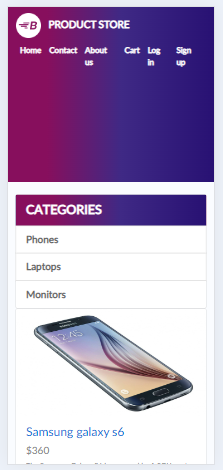 B PRODUCT STORE
Home Contact About us Cart Log in Sign up
CATEGORIES
Phones
Laptops
Monitors
Samsung galaxy s6
$360